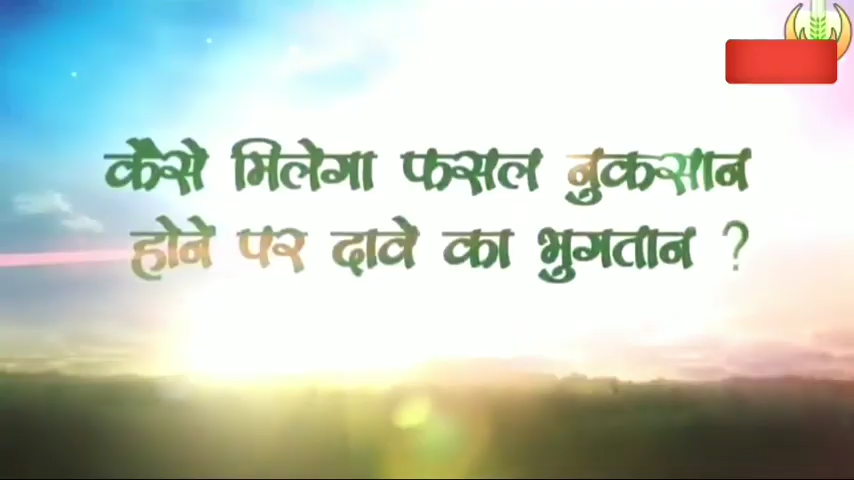 कैसे मिलेगा फसल नुकसान
होने पर दावे का भुगतान ?